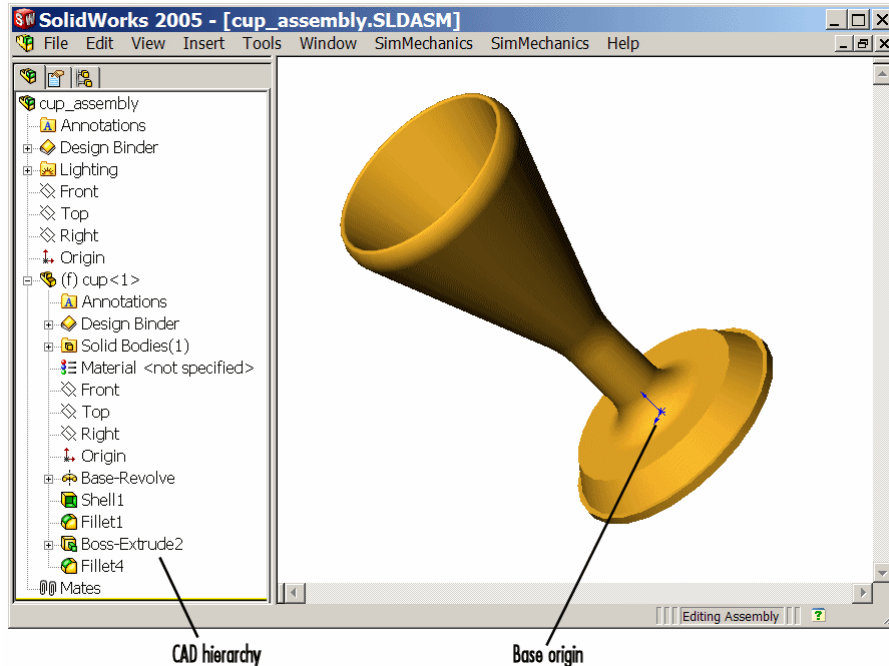 SolidWorks 2005 - [cup_assembly.SLDASM]
File Edit View Insert Tools Window SimMechanics SimMechanics Help
cup_assembly
Annotations
Design Binder
Lighting
Front
Top
Right
Origin
(f) cup<1>
Annotations
Design Binder
Solid Bodies(1)
Material <not specified>
Front
Top
Right
Origin
Base-Revolve
Shell1
Fillet1
Boss-Extrude2
Fillet4
Mates
Editing Assembly
CAD hierarchy
Base origin